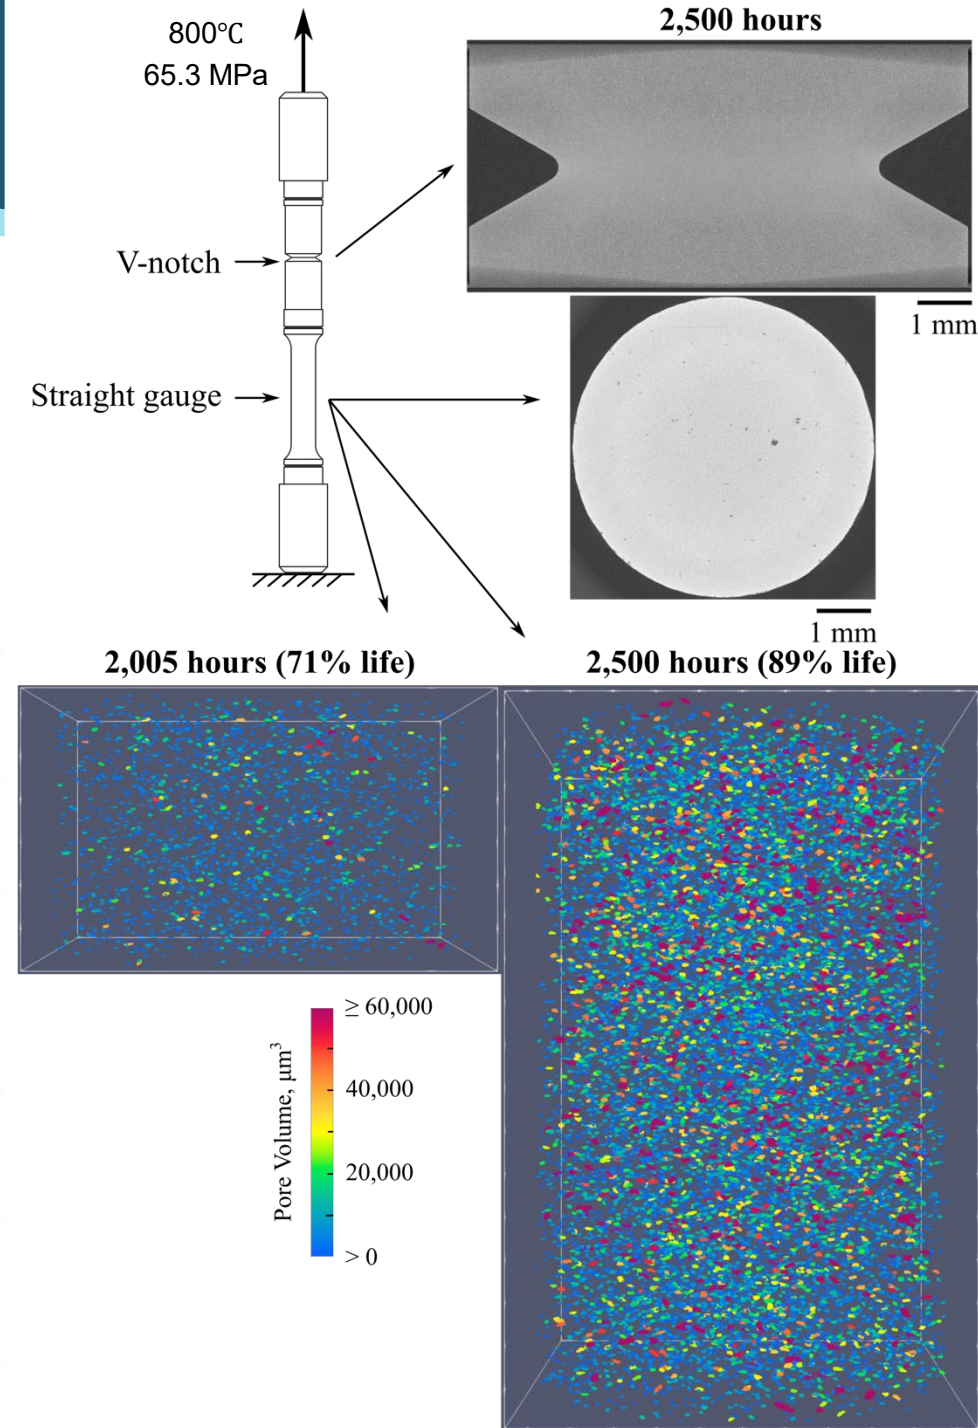 800℃
65.3 MPa
2,500 hours
V-notch
1 mm
Straight gauge
1 mm
2,005 hours (71% life)
2,500 hours (89% life)
Pore Volume, µm³
≥ 60,000
40,000
20,000
> 0